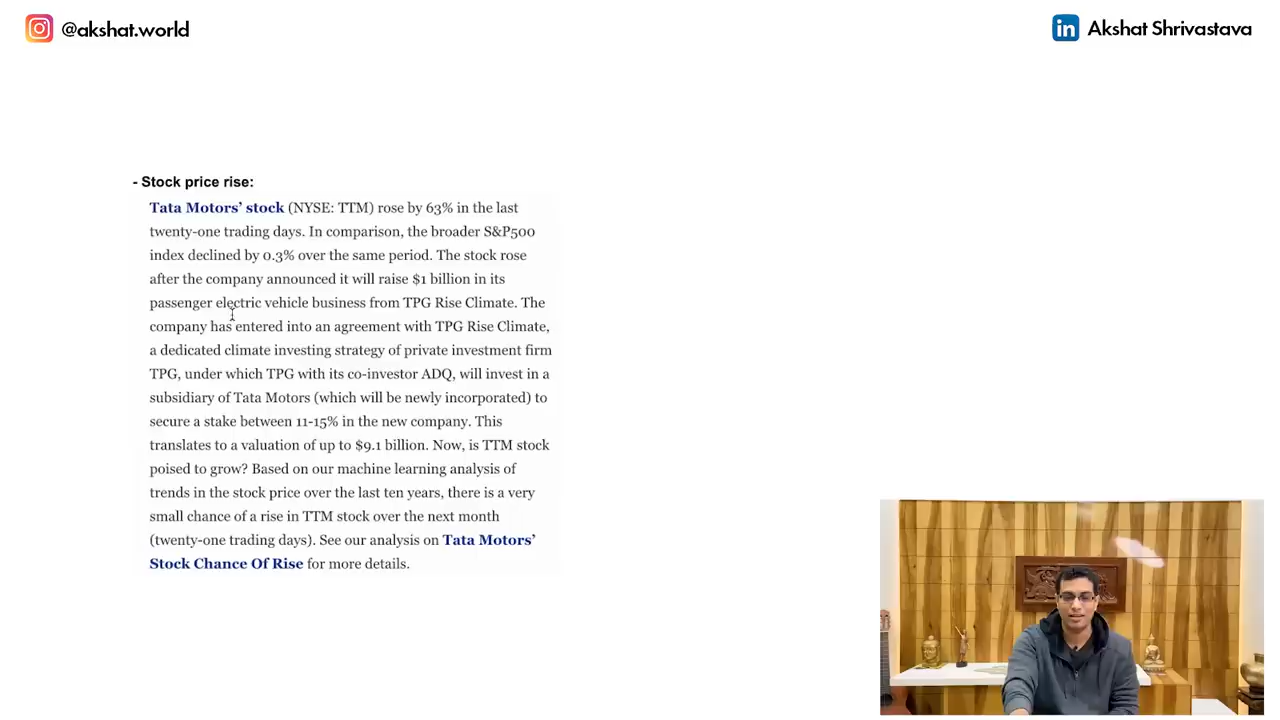 @akshat.world
Akshat Shrivastava
- Stock price rise:
Tata Motors’ stock (NYSE: TTM) rose by 63% in the last
twenty-one trading days. In comparison, the broader S&P500
index declined by 0.3% over the same period. The stock rose
after the company announced it will raise $1 billion in its
passenger electric vehicle business from TPG Rise Climate. The
company has entered into an agreement with TPG Rise Climate,
a dedicated climate investing strategy of private investment firm
TPG, under which TPG with its co-investor ADQ, will invest in a
subsidiary of Tata Motors (which will be newly incorporated) to
secure a stake between 11-15% in the new company. This
translates to a valuation of up to $9.1 billion. Now, is TTM stock
poised to grow? Based on our machine learning analysis of
trends in the stock price over the last ten years, there is a very
small chance of a rise in TTM stock over the next month
(twenty-one trading days). See our analysis on Tata Motors’
Stock Chance Of Rise for more details.